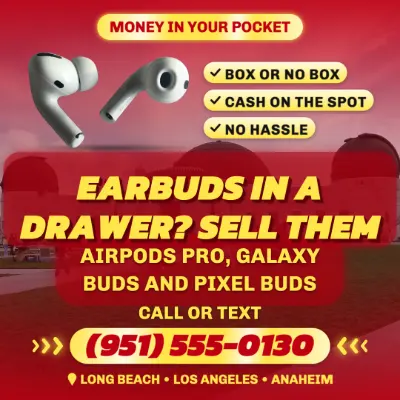 MONEY IN YOUR POCKET
BOX OR NO BOX
CASH ON THE SPOT
NO HASSLE
EARBUDS IN A
DRAWER? SELL THEM
AIRPODS PRO, GALAXY
BUDS AND PIXEL BUDS
CALL OR TEXT
(951) 555-0130
LONG BEACH • LOS ANGELES • ANAHEIM